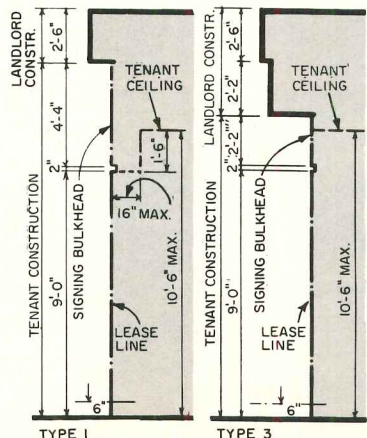 LANDLORD
CONSTR.
2'-6"
4'-4"
2"
9'-0"
TENANT CONSTRUCTION
SIGNING BULKHEAD
TENANT
CEILING
1'-6"
16" MAX.
10'-6" MAX.
LEASE
LINE
6"
TYPE 1
LANDLORD CONSTR.
2'-6"
2'-2"
2'-2"
2"
9'-0"
TENANT CONSTRUCTION
SIGNING BULKHEAD
TENANT
CEILING
10'-6" MAX.
LEASE
LINE
6"
TYPE 3